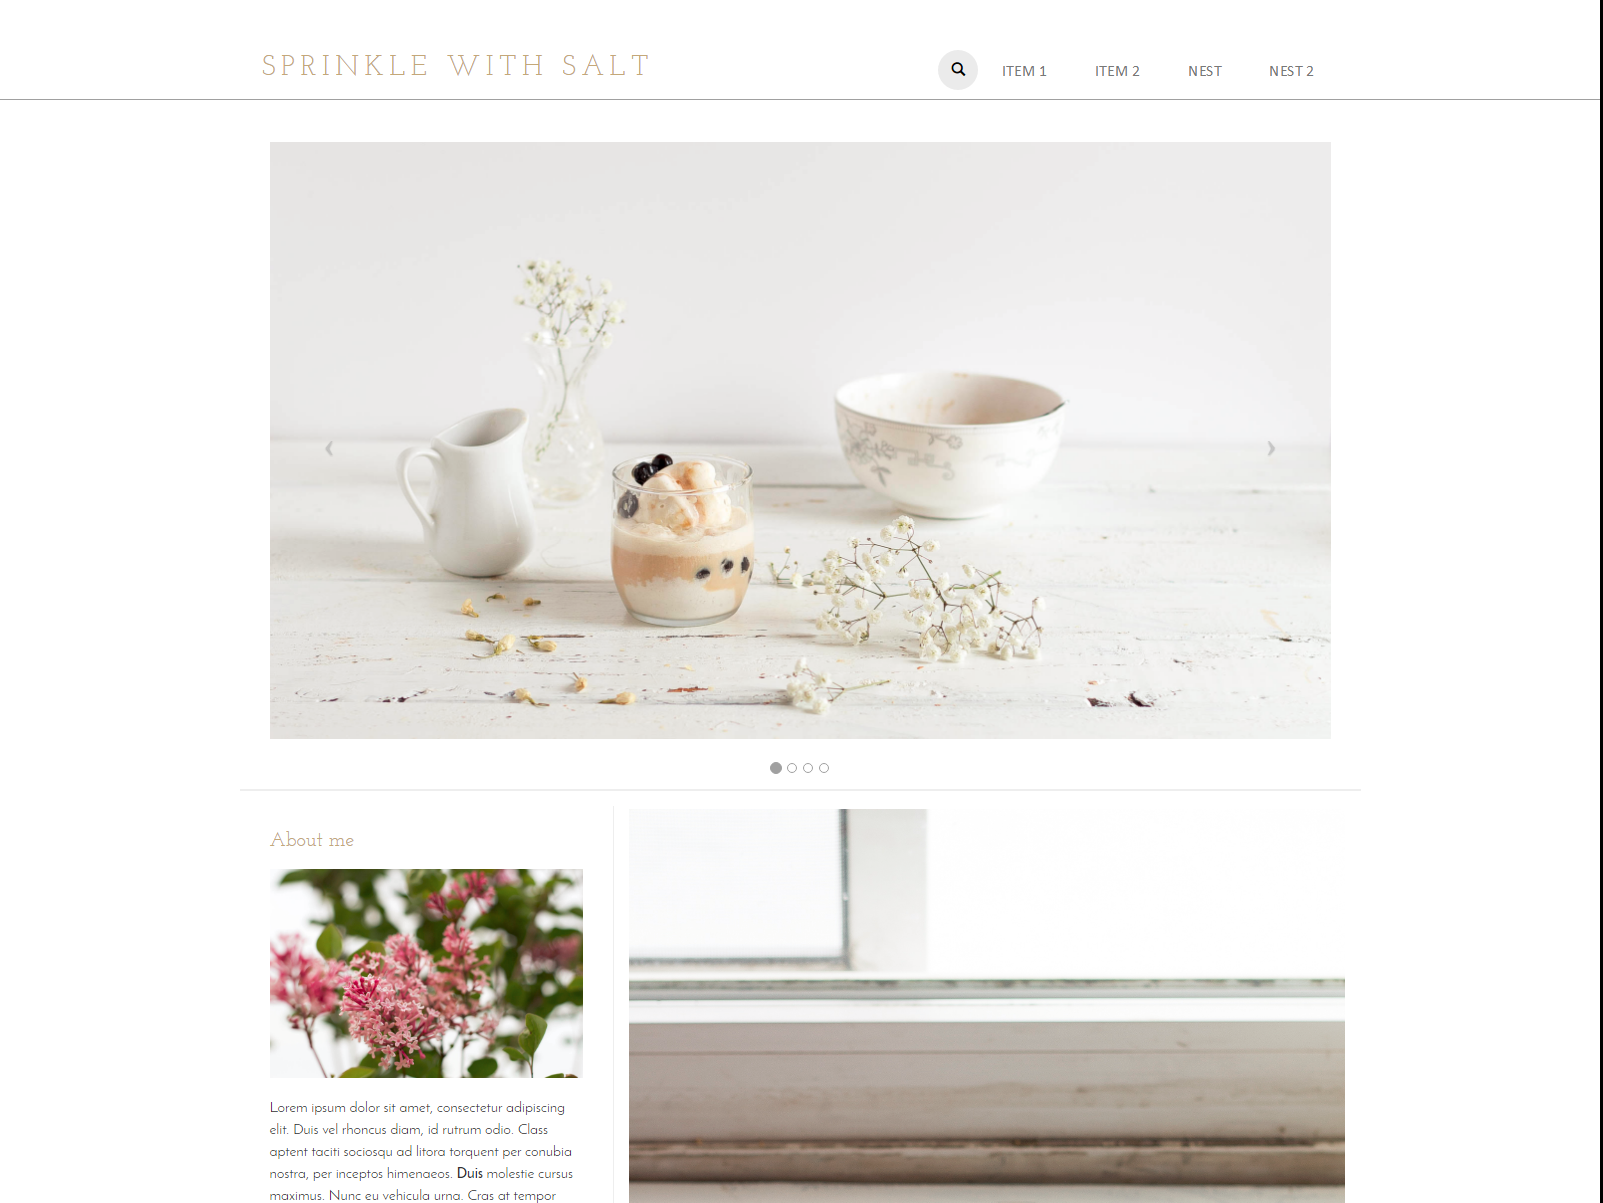 SPRINKLE WITH SALT
ITEM 1
ITEM 2
NEST
NEST 2
About me
Lorem ipsum dolor sit amet, consectetur adipiscing
elit. Duis vel rhoncus diam, id rutrum odio. Class
aptent taciti sociosqu ad litora torquent per conubia
nostra, per inceptos himenaeos. Duis molestie cursus
maximus. Nunc eu vehicula urna. Cras at tempor